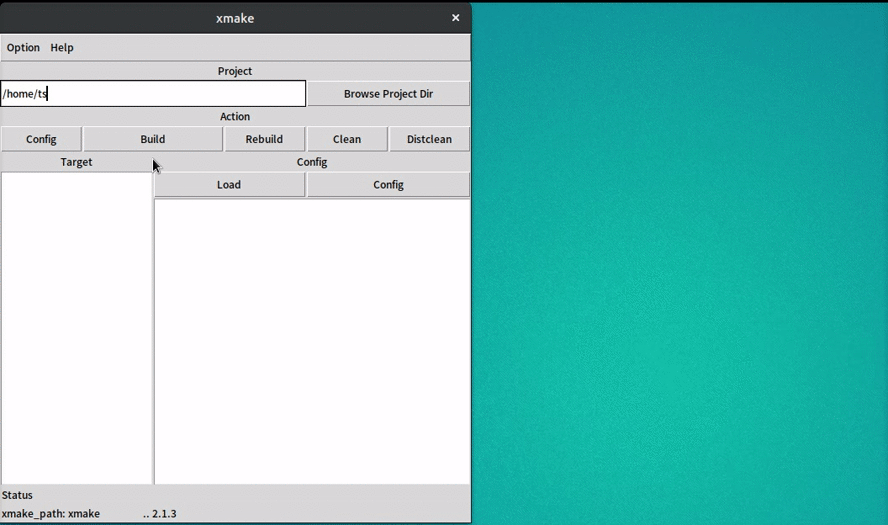 xmake ×
Option Help
Project
/home/ts Browse Project Dir
Action
Config Build Rebuild Clean Distclean
Target Config
Load Config
Status
xmake_path: xmake .. 2.1.3